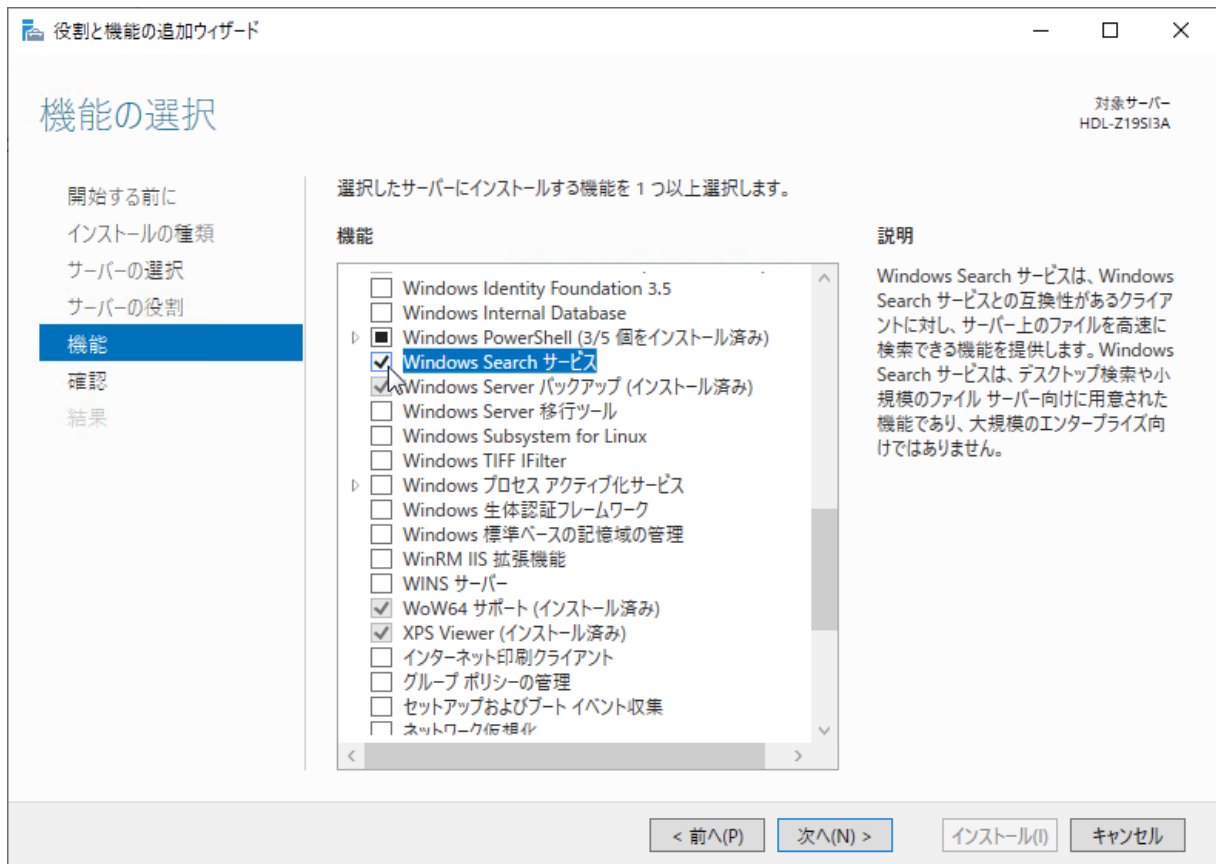 役割と機能の追加ウィザード
機能の選択
対象サーバー
HDL-Z19SI3A
開始する前に
インストールの種類
サーバーの選択
サーバーの役割
機能
確認
結果
選択したサーバーにインストールする機能を 1 つ以上選択します。
機能
Windows Identity Foundation 3.5
Windows Internal Database
Windows PowerShell (3/5 個をインストール済み)
Windows Search サービス
Windows Server バックアップ (インストール済み)
Windows Server 移行ツール
Windows Subsystem for Linux
Windows TIFF IFilter
Windows プロセス アクティブ化サービス
Windows 生体認証フレームワーク
Windows 標準ベースの記憶域の管理
WinRM IIS 拡張機能
WINS サーバー
WoW64 サポート (インストール済み)
XPS Viewer (インストール済み)
インターネット印刷クライアント
グループ ポリシーの管理
セットアップおよびブート イベント収集
ネットワーク仮想化
説明
Windows Search サービスは、Windows
Search サービスとの互換性があるクライア
ントに対し、サーバー上のファイルを高速に
検索できる機能を提供します。Windows
Search サービスは、デスクトップ検索や小
規模のファイル サーバー向けに用意された
機能であり、大規模のエンタープライズ向
けではありません。
< 前へ(P)
次へ(N) >
インストール(I)
キャンセル